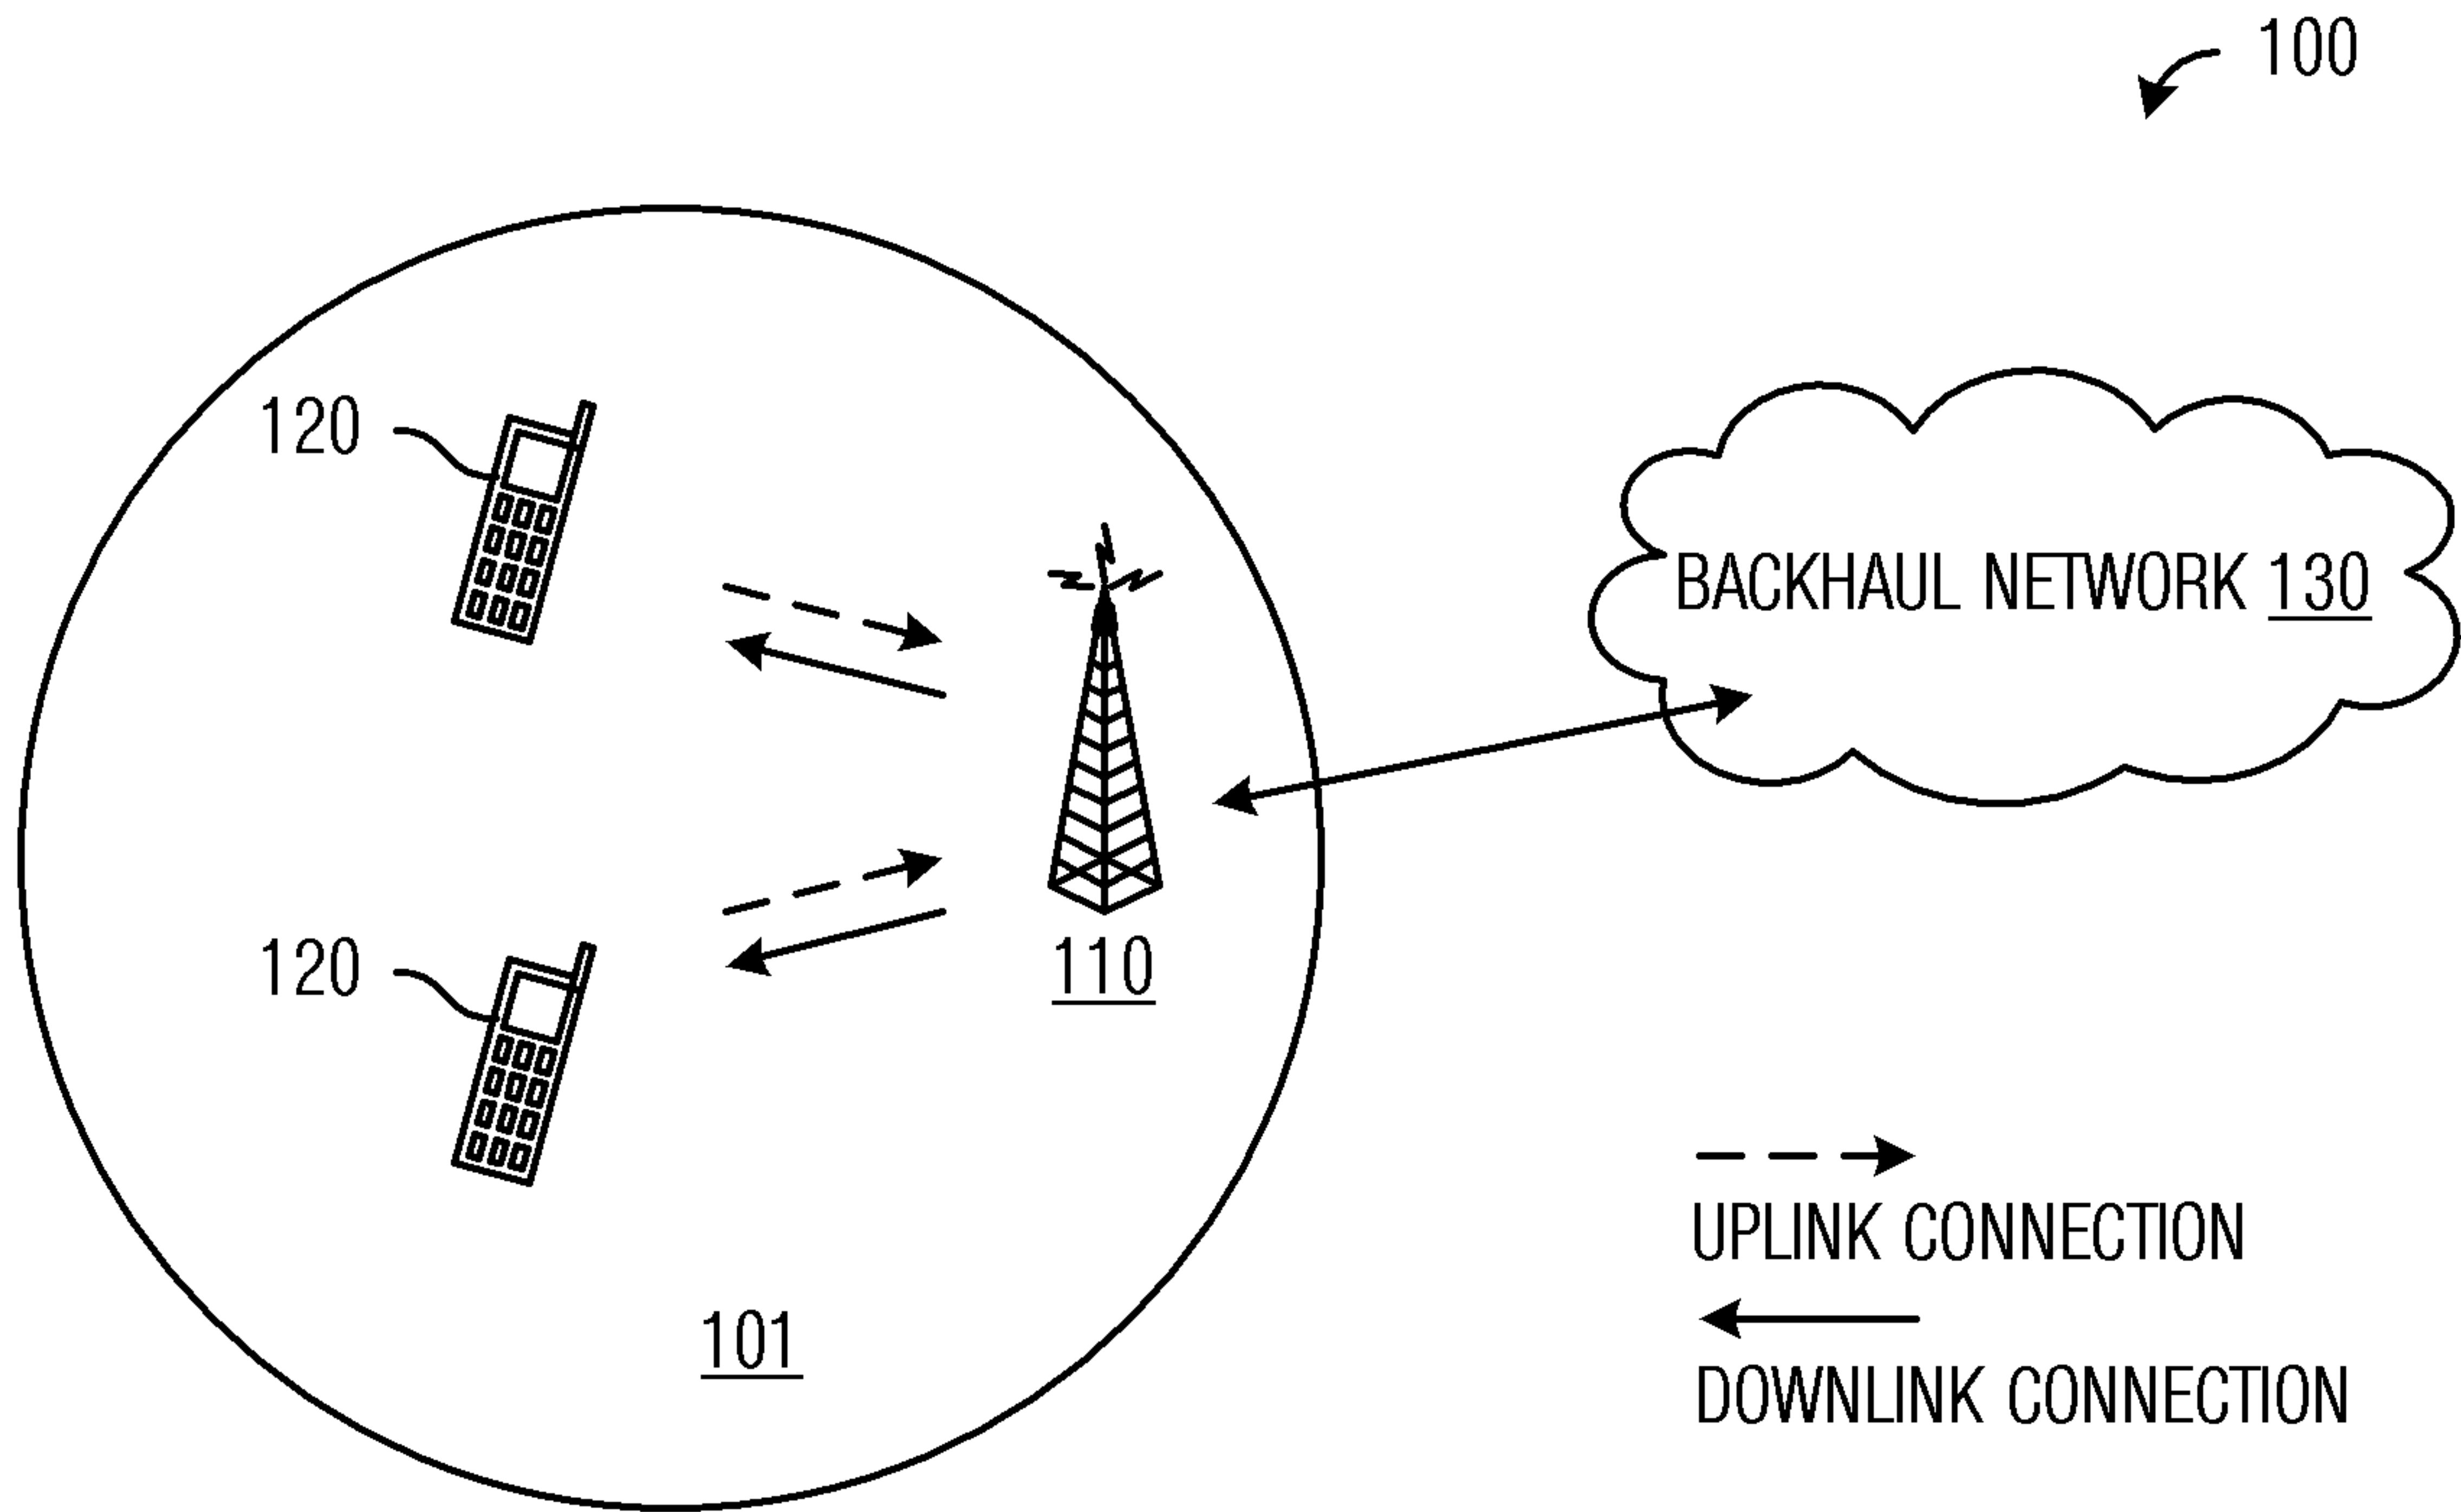 100
120
BACKHAUL NETWORK 130
120
110
UPLINK CONNECTION
101
DOWNLINK CONNECTION